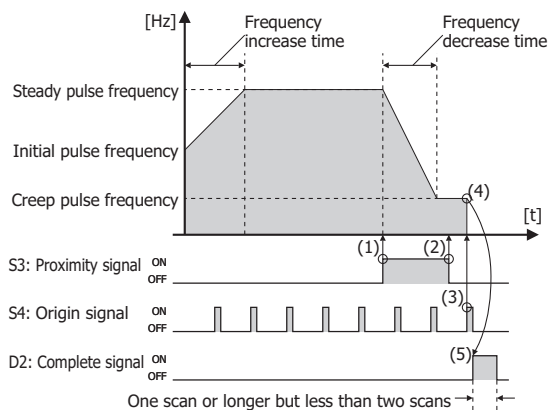 [Hz]
Frequency
increase time
Frequency
decrease time
Steady pulse frequency
Initial pulse frequency
Creep pulse frequency
(4)
[t]
(1)
(2)
S3: Proximity signal
ON
OFF
(3)
S4: Origin signal
ON
OFF
(5)
D2: Complete signal
ON
OFF
One scan or longer but less than two scans